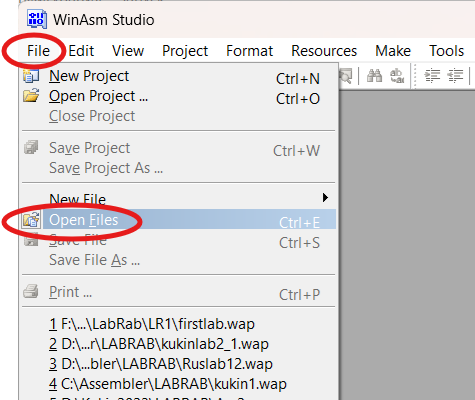 WinAsm Studio
File Edit View Project Format Resources Make Tools
New Project Ctrl+N
Open Project ... Ctrl+O
Close Project
Save Project Ctrl+W
Save Project As ...
New File
Open Files Ctrl+E
Save File Ctrl+S
Save File As ...
Print ... Ctrl+P
1 F:\...\LabRab\LR1\firstlab.wap
2 D:\...r\LABRAB\kukinlab2_1.wap
3 D:\...bler\LABRAB\Ruslab12.wap
4 C:\Assembler\LABRAB\kukin1.wap